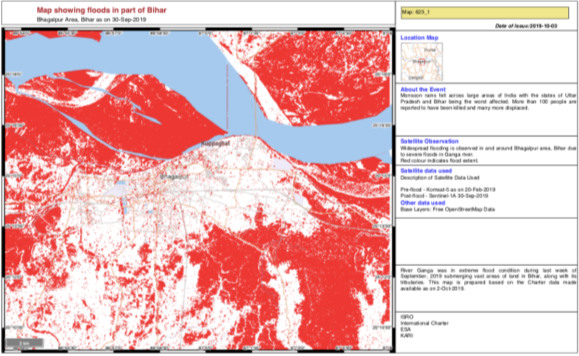 Map showing floods in part of Bihar
Bhagalpur Area, Bihar as on 30-Sep-2019
Map: 623_1
Date of Issue:2019-10-03
Location Map
About the Event
Monsoon rains fell across large areas of India with the states of Uttar
Pradesh and Bihar being the worst affected. More than 100 people are
reported to have been killed and many more displaced.
Satellite Observation
Widespread flooding is observed in and around Bhagalpur area, Bihar due
to severe floods in Ganga river.
Red colour indicates flood extent.
Satellite data used
Description of Satellite Data Used
Pre-flood - Komsat-5 as on 20-Feb-2019
Post-flood - Sentinel-1A 30-Sep-2019
Other data used
Base Layers: Free OpenStreetMap Data
River Ganga was in extreme flood condition during last week of
September, 2019 submerging vast areas of land in Bihar, along with its
tributaries. This map is prepared based on the Charter data made
available as on 2-Oct-2019.
ISRO
International Charter
ESA
KARI
Bhagalpur